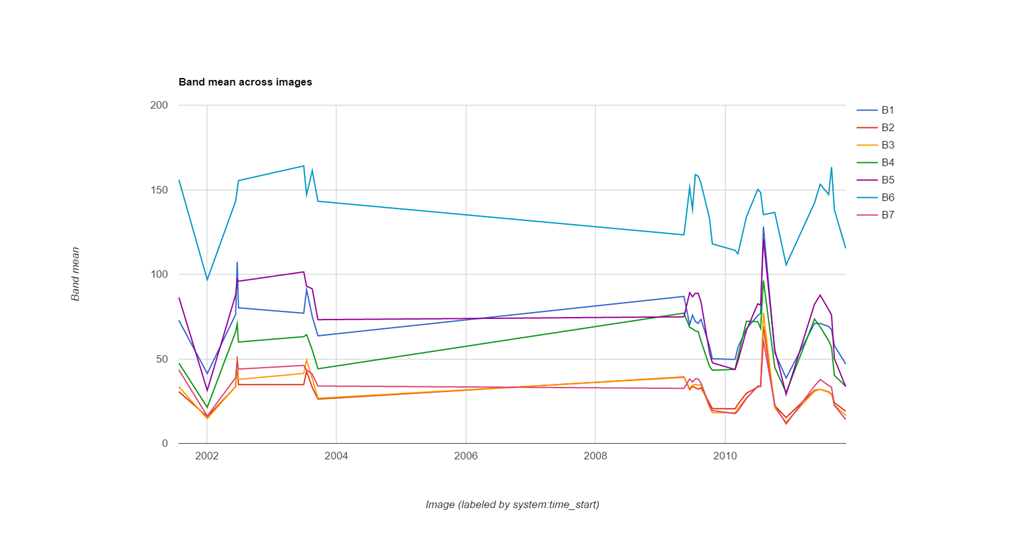 Band mean across images
200
150
100
50
0
Band mean
2002
2004
2006
2008
2010
Image (labeled by system:time_start)
B1
B2
B3
B4
B5
B6
B7